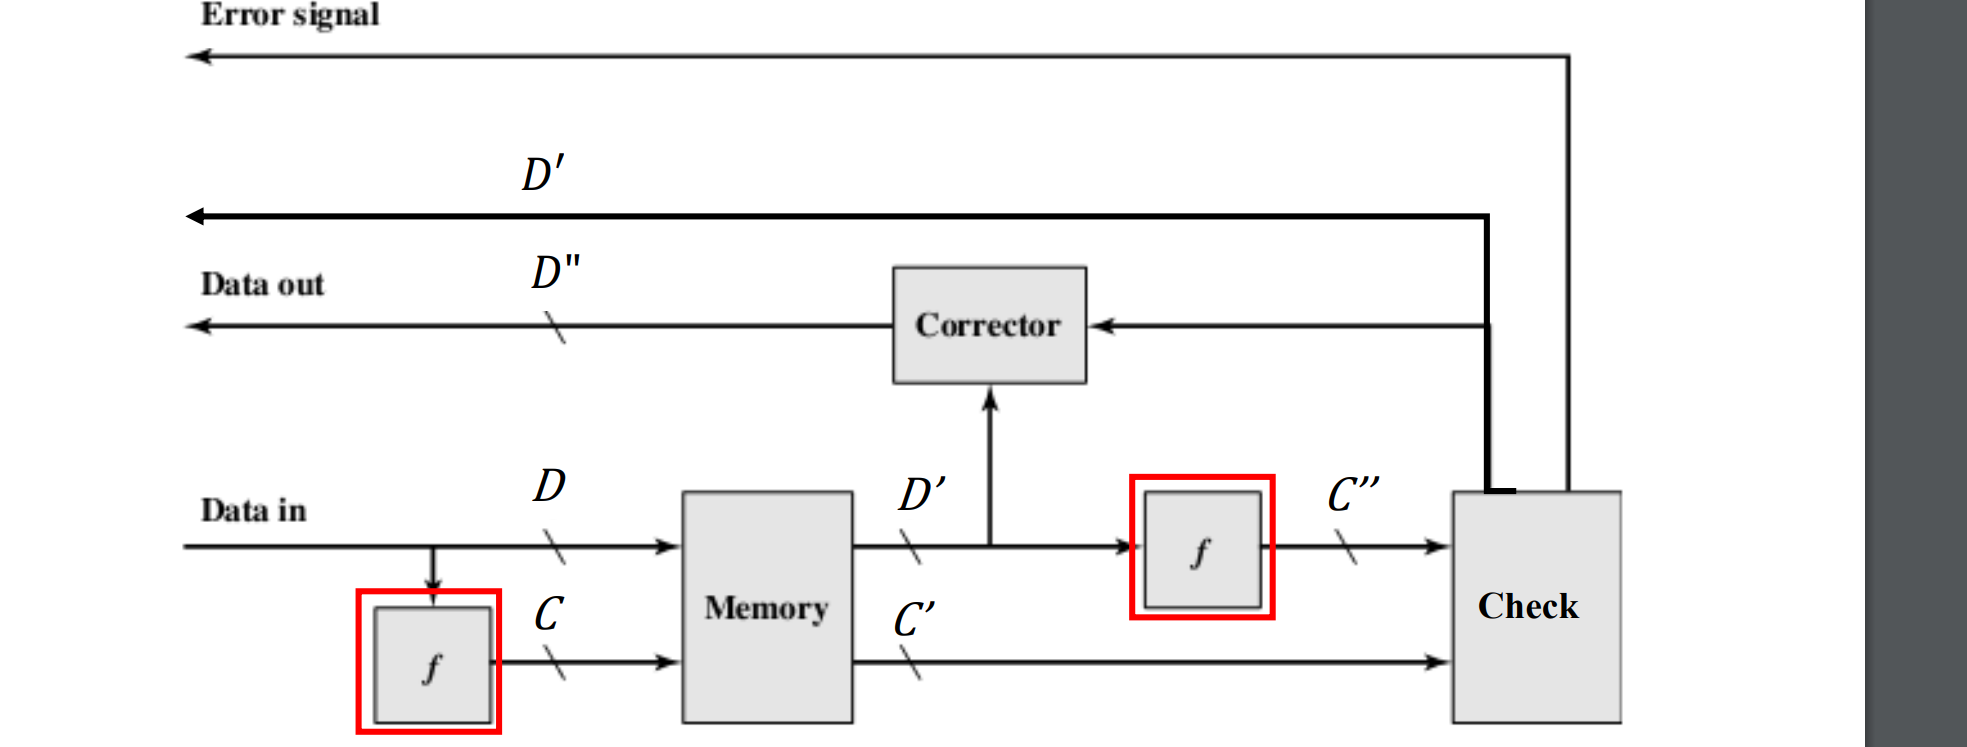 Error signal
D′
Data out
D"
Corrector
Data in
D
D’
f
C’’
C
Memory
C’
Check
f